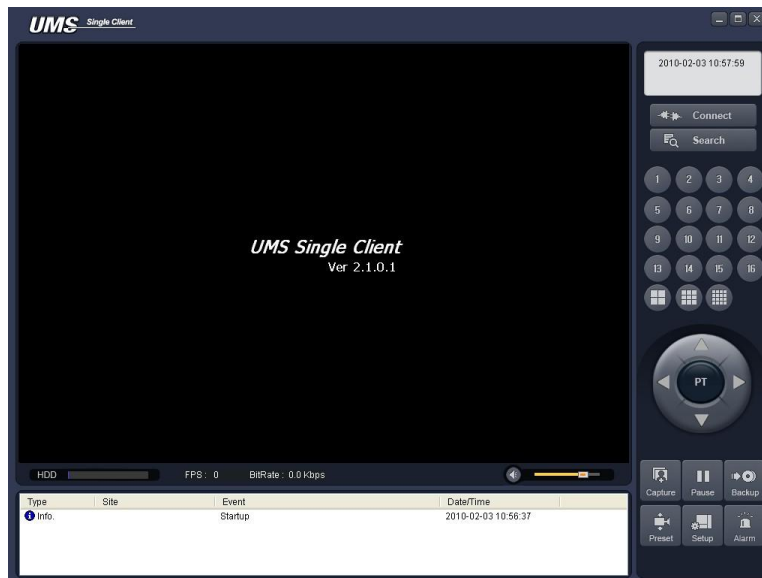 UMS Single Client
2010-02-03 10:57:59
Connect
Search
1 2 3 4
5 6 7 8
9 10 11 12
13 14 15 16
UMS Single Client
Ver 2.1.0.1
PT
HDD FPS : 0 BitRate : 0.0 Kbps
Capture Pause Backup
Preset Setup Alarm
Type Site Event Date/Time
Info. Startup 2010-02-03 10:56:37